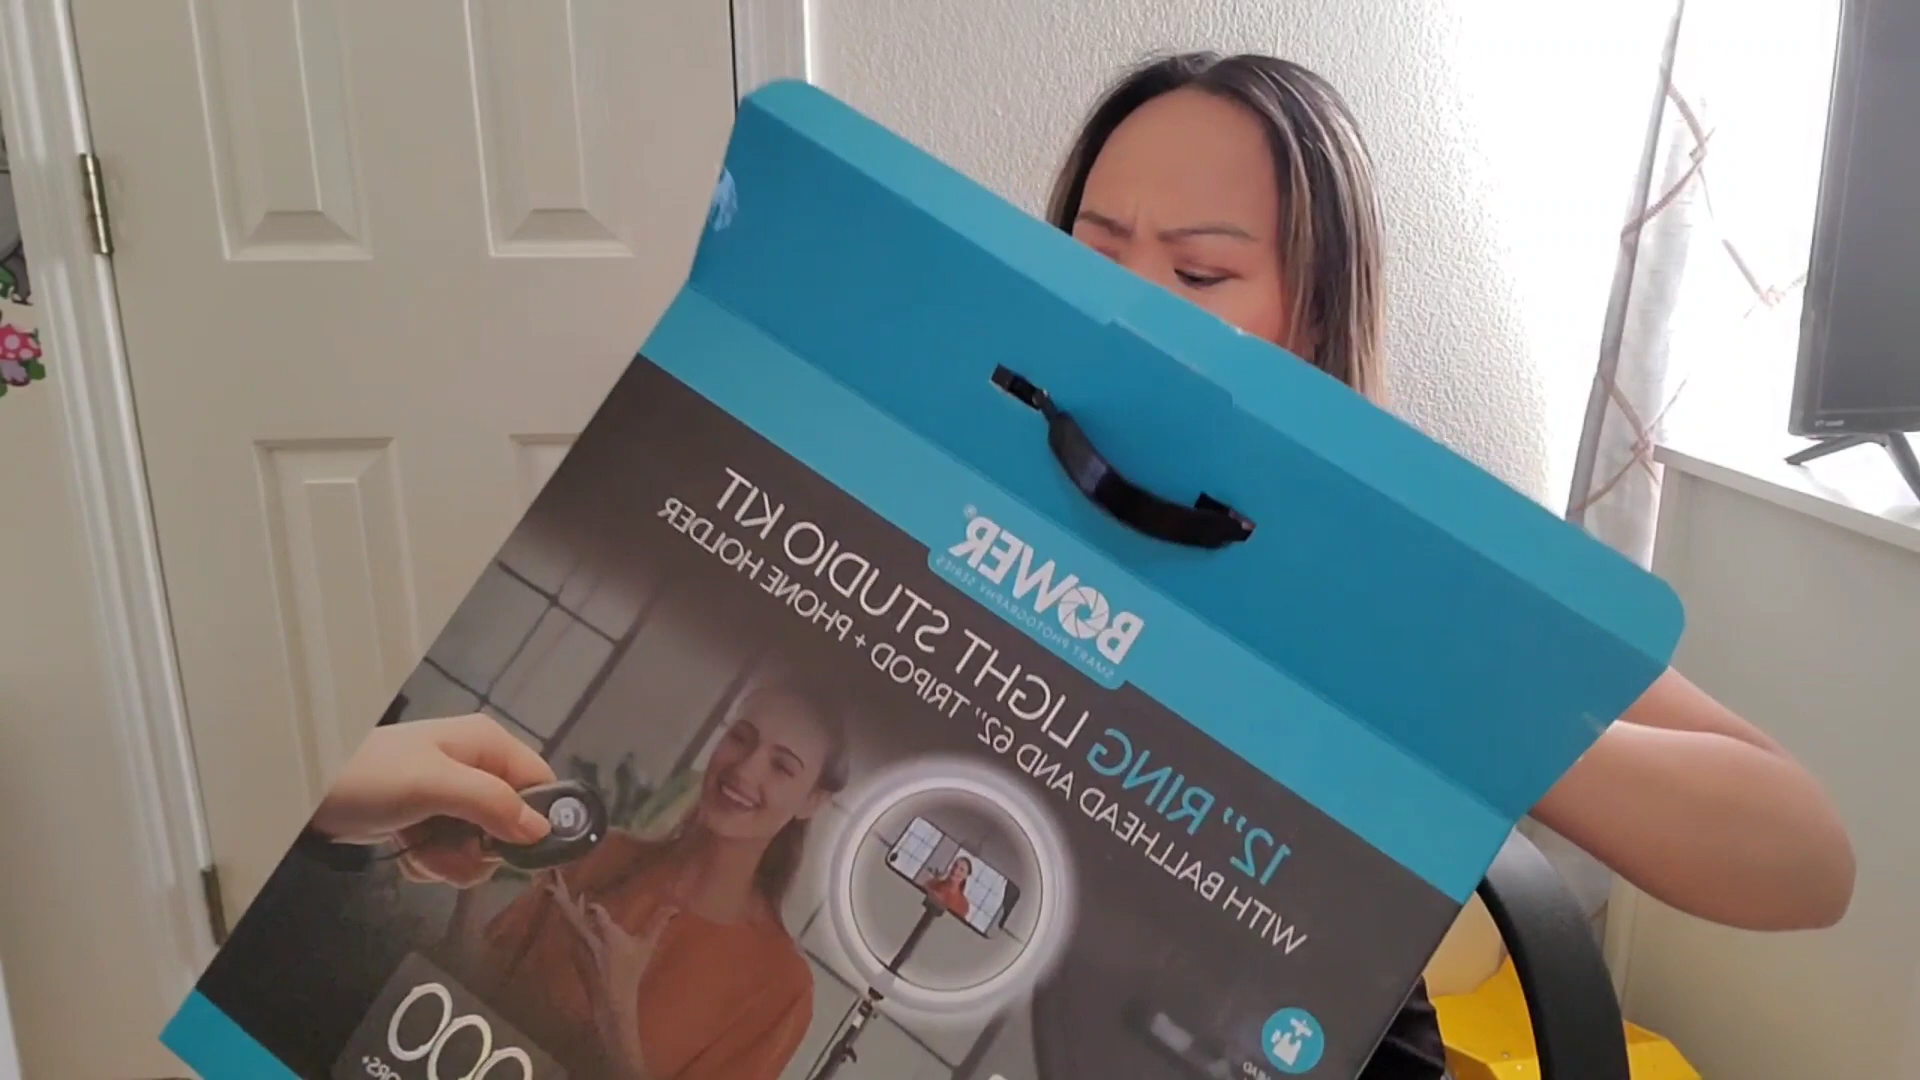 BOWER®
SMART PHOTOGRAPHY SERIES
12" RING LIGHT STUDIO KIT
WITH BALLHEAD AND 62" TRIPOD + PHONE HOLDER